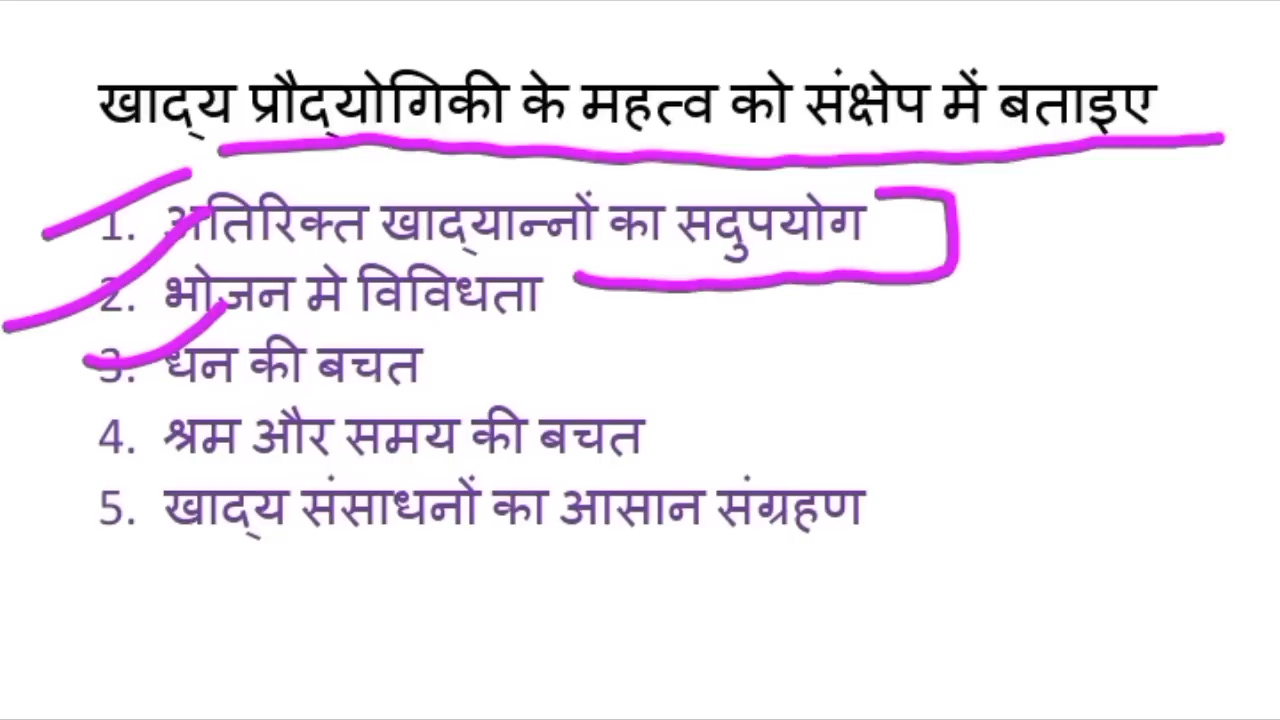 खाद्य प्रौद्योगिकी के महत्व को संक्षेप में बताइए
1. अतिरिक्त खाद्यान्नों का सदुपयोग
2. भोजन मे विविधता
3. धन की बचत
4. श्रम और समय की बचत
5. खाद्य संसाधनों का आसान संग्रहण